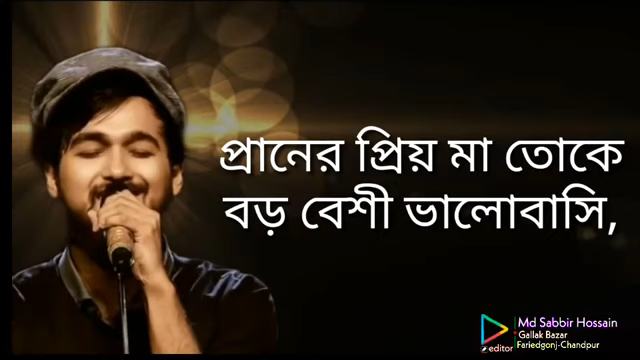 প্রানের প্রিয় মা তোকে
বড় বেশী ভালোবাসি,
Md Sabbir Hossain
Gallak Bazar
editor Fariedgonj-Chandpur